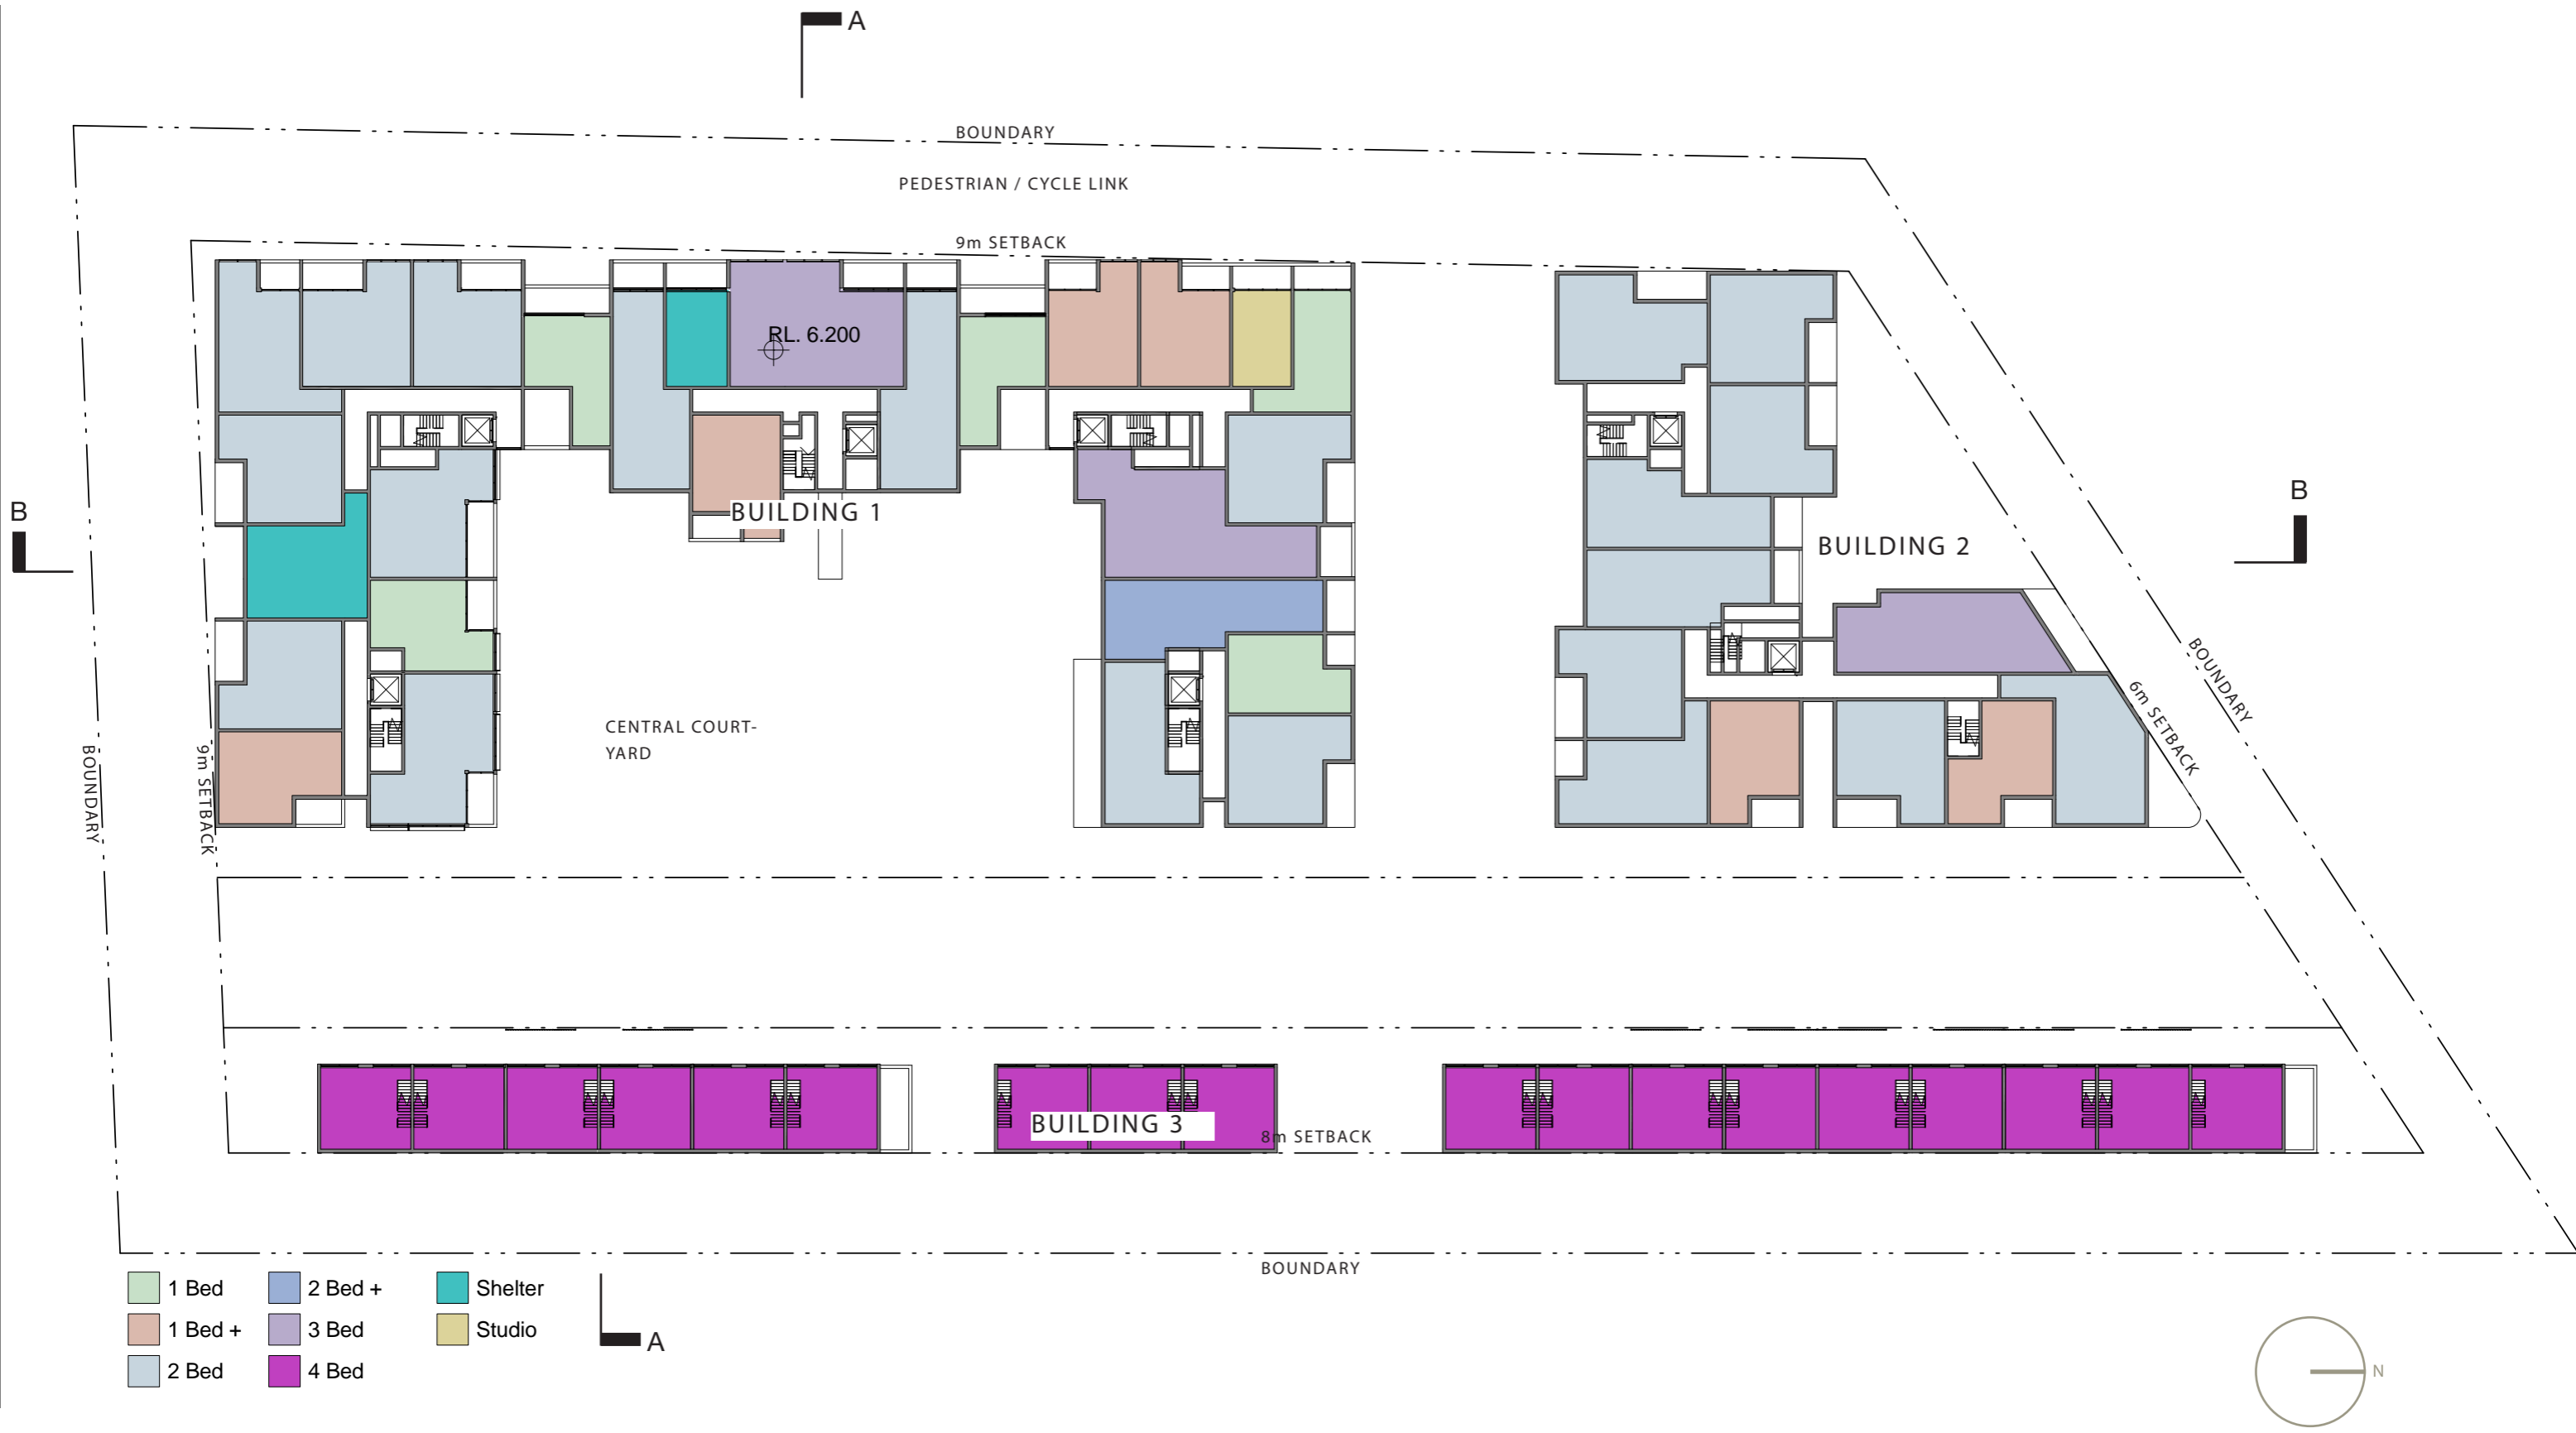 A
BOUNDARY
PEDESTRIAN / CYCLE LINK
9m SETBACK
RL. 6.200
B
BUILDING 1
B
BUILDING 2
BOUNDARY
6m SETBACK
CENTRAL COURT-
YARD
BOUNDARY
9m SETBACK
BUILDING 3
8m SETBACK
BOUNDARY
1 Bed
2 Bed +
Shelter
1 Bed +
3 Bed
Studio
2 Bed
4 Bed
A
N